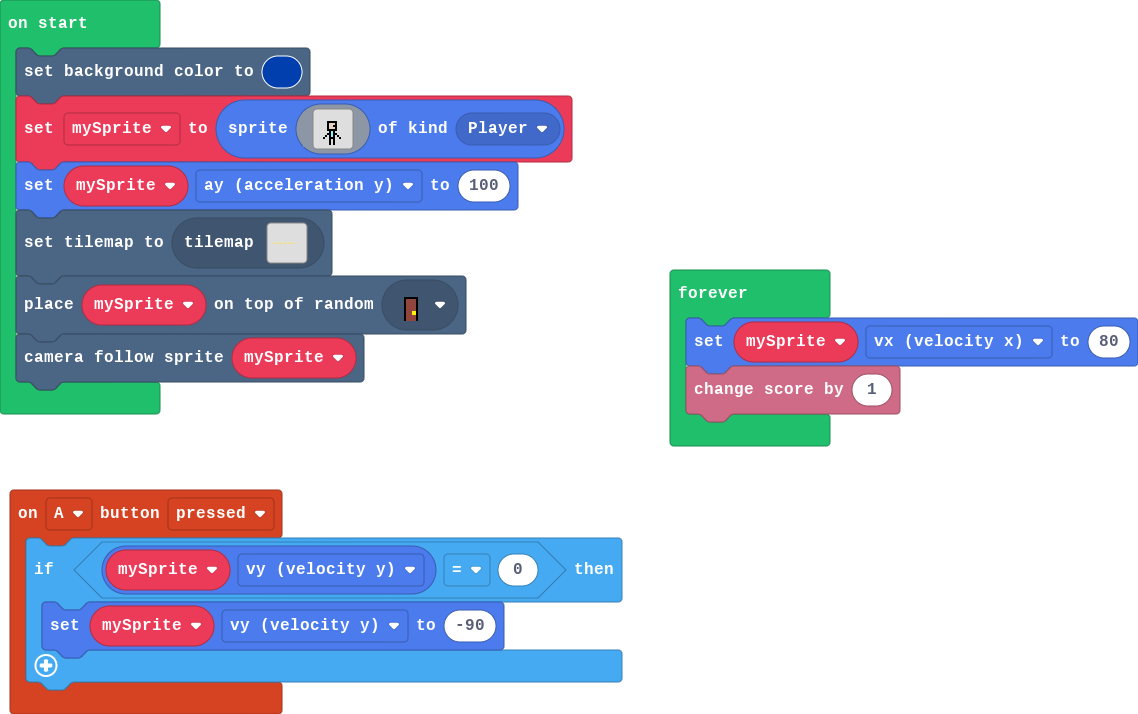 on start
set background color to
set mySprite to sprite of kind Player
set mySprite ay (acceleration y) to 100
set tilemap to tilemap
place mySprite on top of random
camera follow sprite mySprite
forever
set mySprite vx (velocity x) to 80
change score by 1
on A button pressed
if mySprite vy (velocity y) = 0 then
set mySprite vy (velocity y) to -90